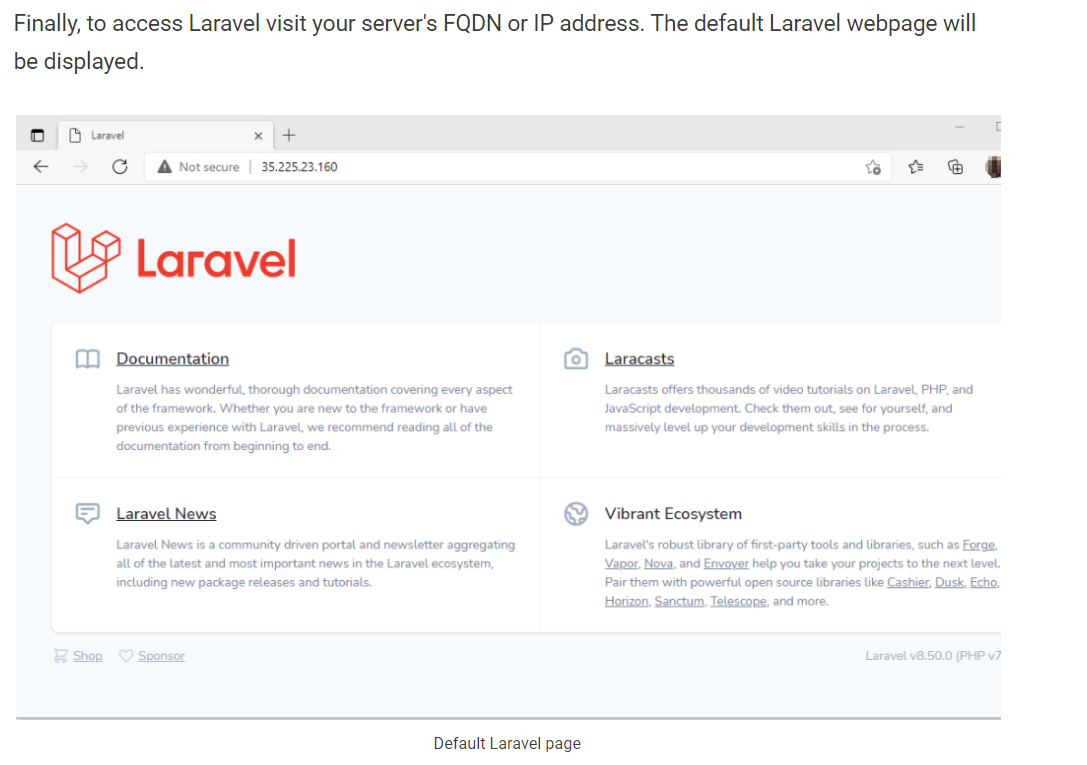 Finally, to access Laravel visit your server's FQDN or IP address. The default Laravel webpage will
be displayed.
Laravel
Not secure | 35.225.23.160
Laravel
Documentation
Laravel has wonderful, thorough documentation covering every aspect
of the framework. Whether you are new to the framework or have
previous experience with Laravel, we recommend reading all of the
documentation from beginning to end.
Laracasts
Laracasts offers thousands of video tutorials on Laravel, PHP, and
JavaScript development. Check them out, see for yourself, and
massively level up your development skills in the process.
Laravel News
Laravel News is a community driven portal and newsletter aggregating
all of the latest and most important news in the Laravel ecosystem,
including new package releases and tutorials.
Vibrant Ecosystem
Laravel's robust library of first-party tools and libraries, such as Forge,
Vapor, Nova, and Envoyer help you take your projects to the next level.
Pair them with powerful open source libraries like Cashier, Dusk, Echo,
Horizon, Sanctum, Telescope, and more.
Shop Sponsor
Laravel v8.50.0 (PHP v7
Default Laravel page